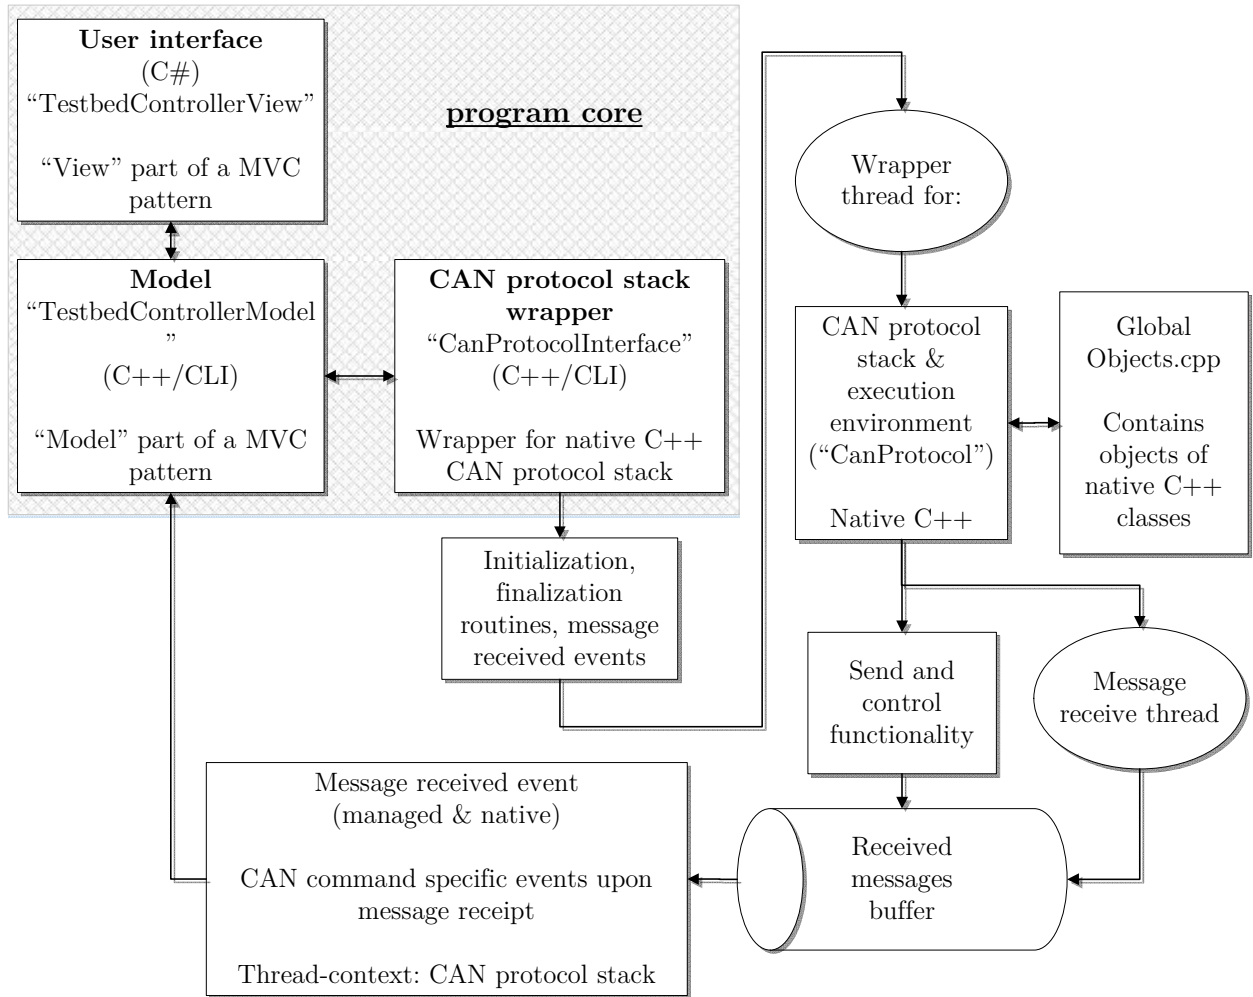 User interface
(C#)
“TestbedControllerView”
“View” part of a MVC
pattern
program core
Model
“TestbedControllerModel
”
(C++/CLI)
“Model” part of a MVC
pattern
CAN protocol stack
wrapper
“CanProtocolInterface”
(C++/CLI)
Wrapper for native C++
CAN protocol stack
Initialization,
finalization
routines, message
received events
Wrapper
thread for:
CAN protocol
stack &
execution
environment
(“CanProtocol”)
Native C++
Global
Objects.cpp
Contains
objects of
native C++
classes
Send and
control
functionality
Message
receive thread
Received
messages
buffer
Message received event
(managed & native)
CAN command specific events upon
message receipt
Thread-context: CAN protocol stack